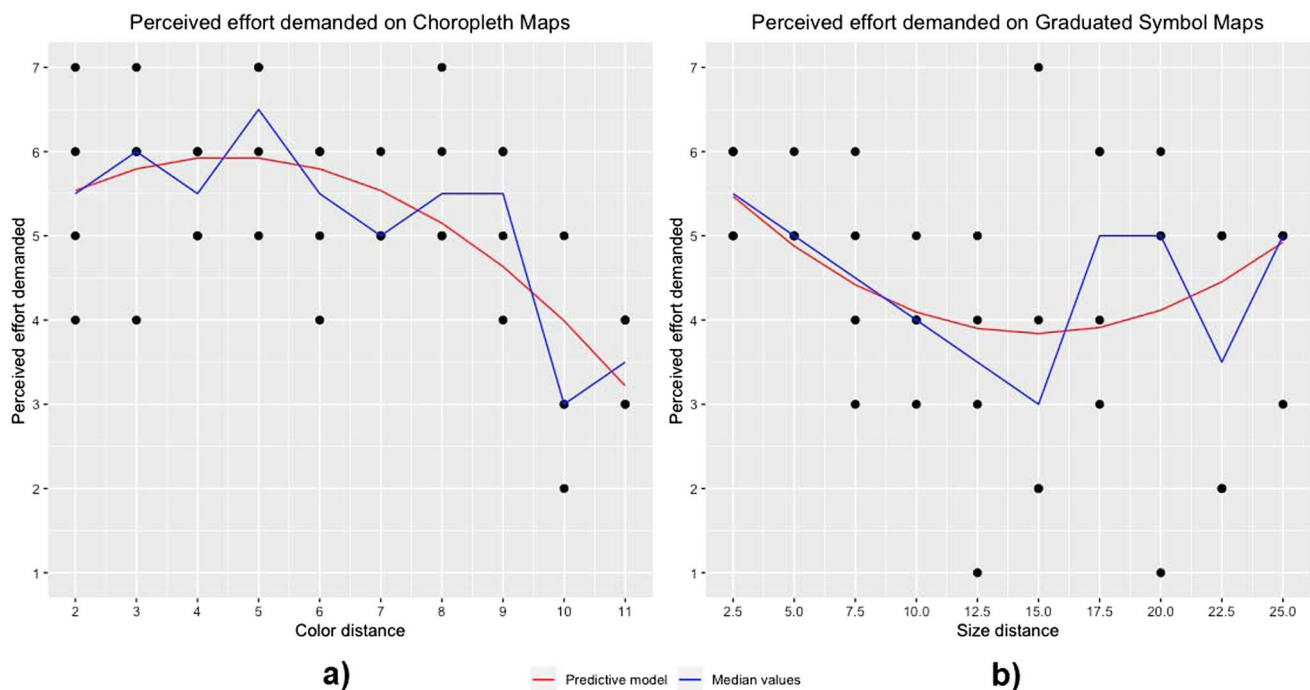 Perceived effort demanded on Choropleth Maps
Perceived effort demanded
7
6
5
4
3
2
1
2 3 4 5 6 7 8 9 10 11
Color distance
a)
Perceived effort demanded on Graduated Symbol Maps
Perceived effort demanded
7
6
5
4
3
2
1
2.5 5.0 7.5 10.0 12.5 15.0 17.5 20.0 22.5 25.0
Size distance
b)
Predictive model Median values